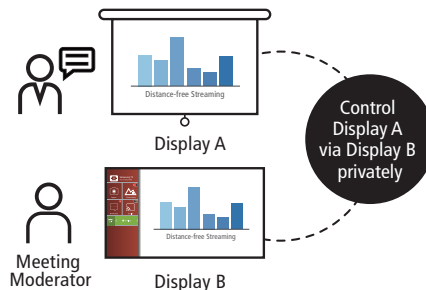 Distance-free Streaming
Display A
Control
Display A
via Display B
privately
Distance-free Streaming
Meeting
Moderator
Display B